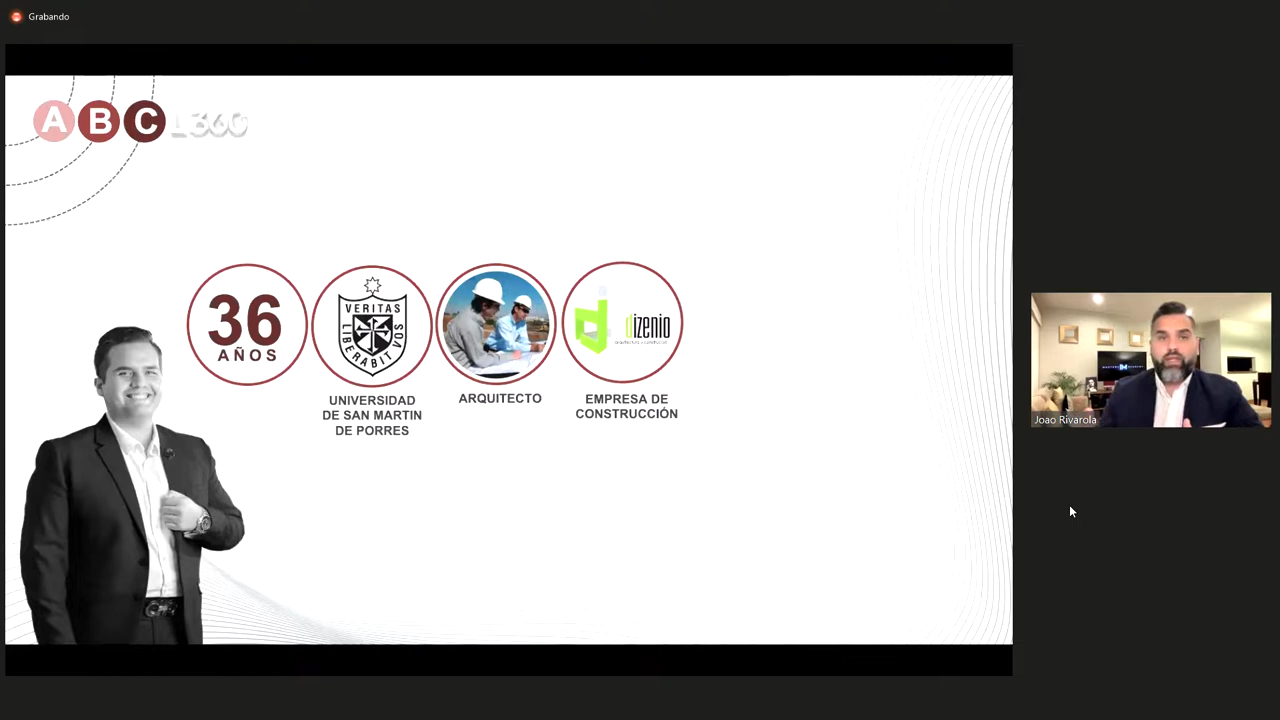 Grabando
A B C L360
36
AÑOS
VERITAS
LIBERABIT VOS
dizenio
UNIVERSIDAD
DE SAN MARTIN
DE PORRES
ARQUITECTO
EMPRESA DE
CONSTRUCCIÓN
Joao Rivarola